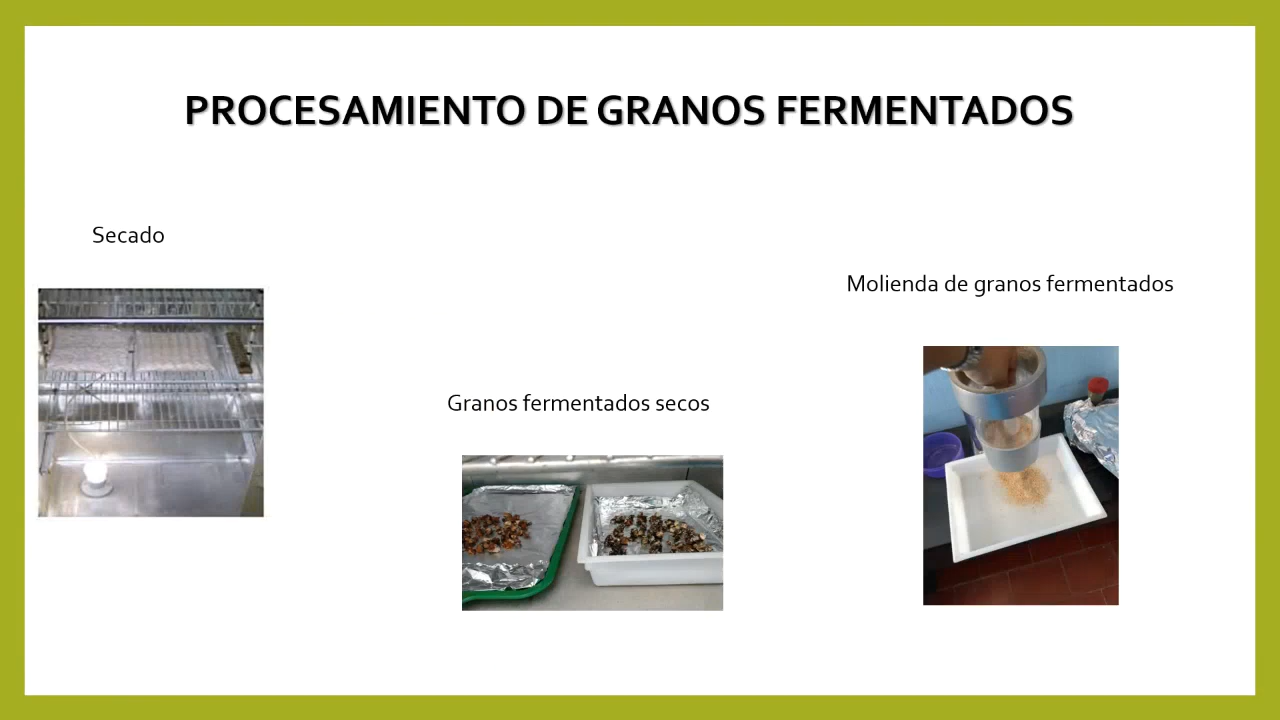 PROCESAMIENTO DE GRANOS FERMENTADOS
Secado
Molienda de granos fermentados
Granos fermentados secos